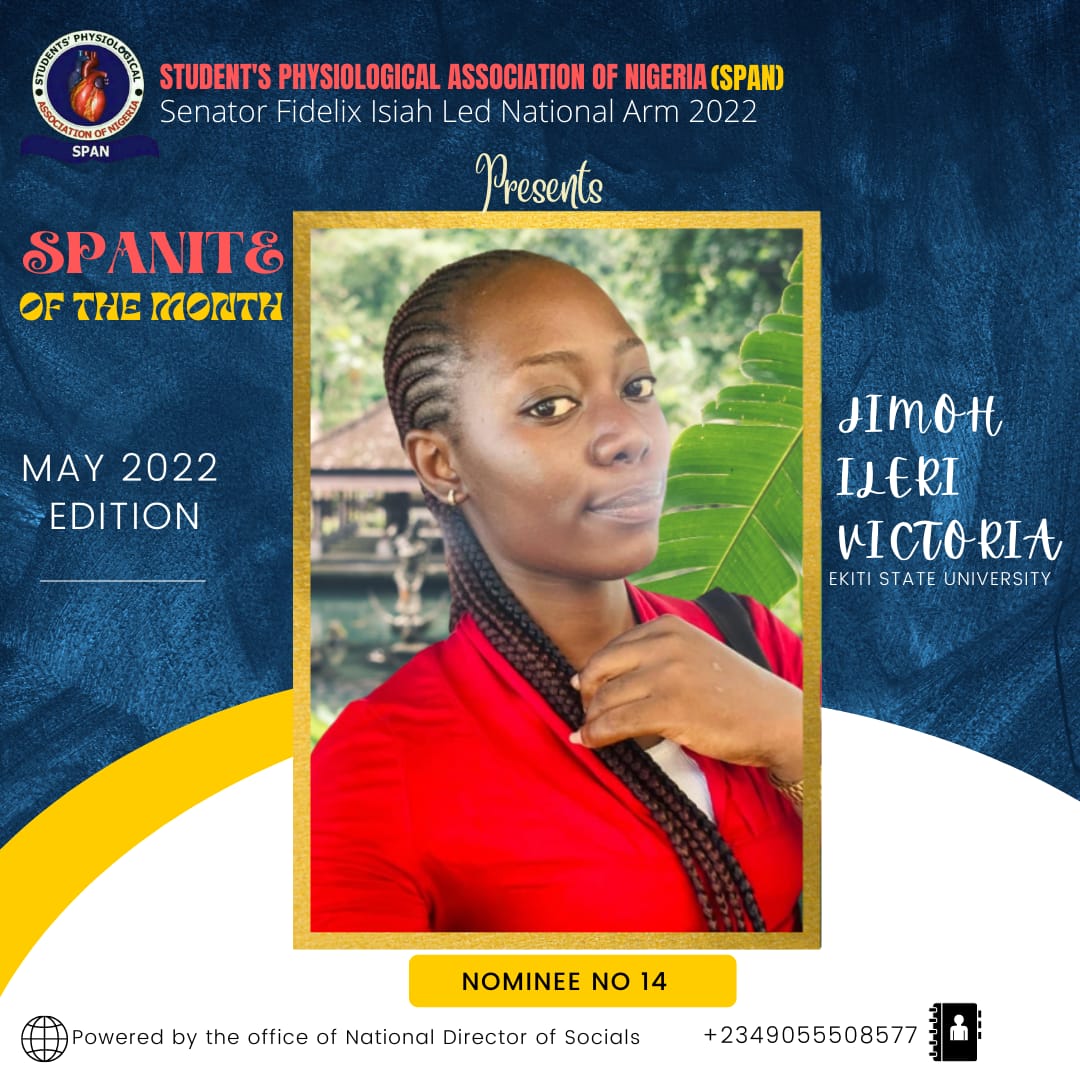 STUDENTS' PHYSIOLOGICAL
ASSOCIATION OF NIGERIA
SPAN
STUDENT'S PHYSIOLOGICAL ASSOCIATION OF NIGERIA (SPAN)
Senator Fidelix Isiah Led National Arm 2022
Presents
SPANITE
OF THE MONTH
MAY 2022
EDITION
JIMOH
ILERI
VICTORIA
EKITI STATE UNIVERSITY
NOMINEE NO 14
Powered by the office of National Director of Socials
+2349055508577